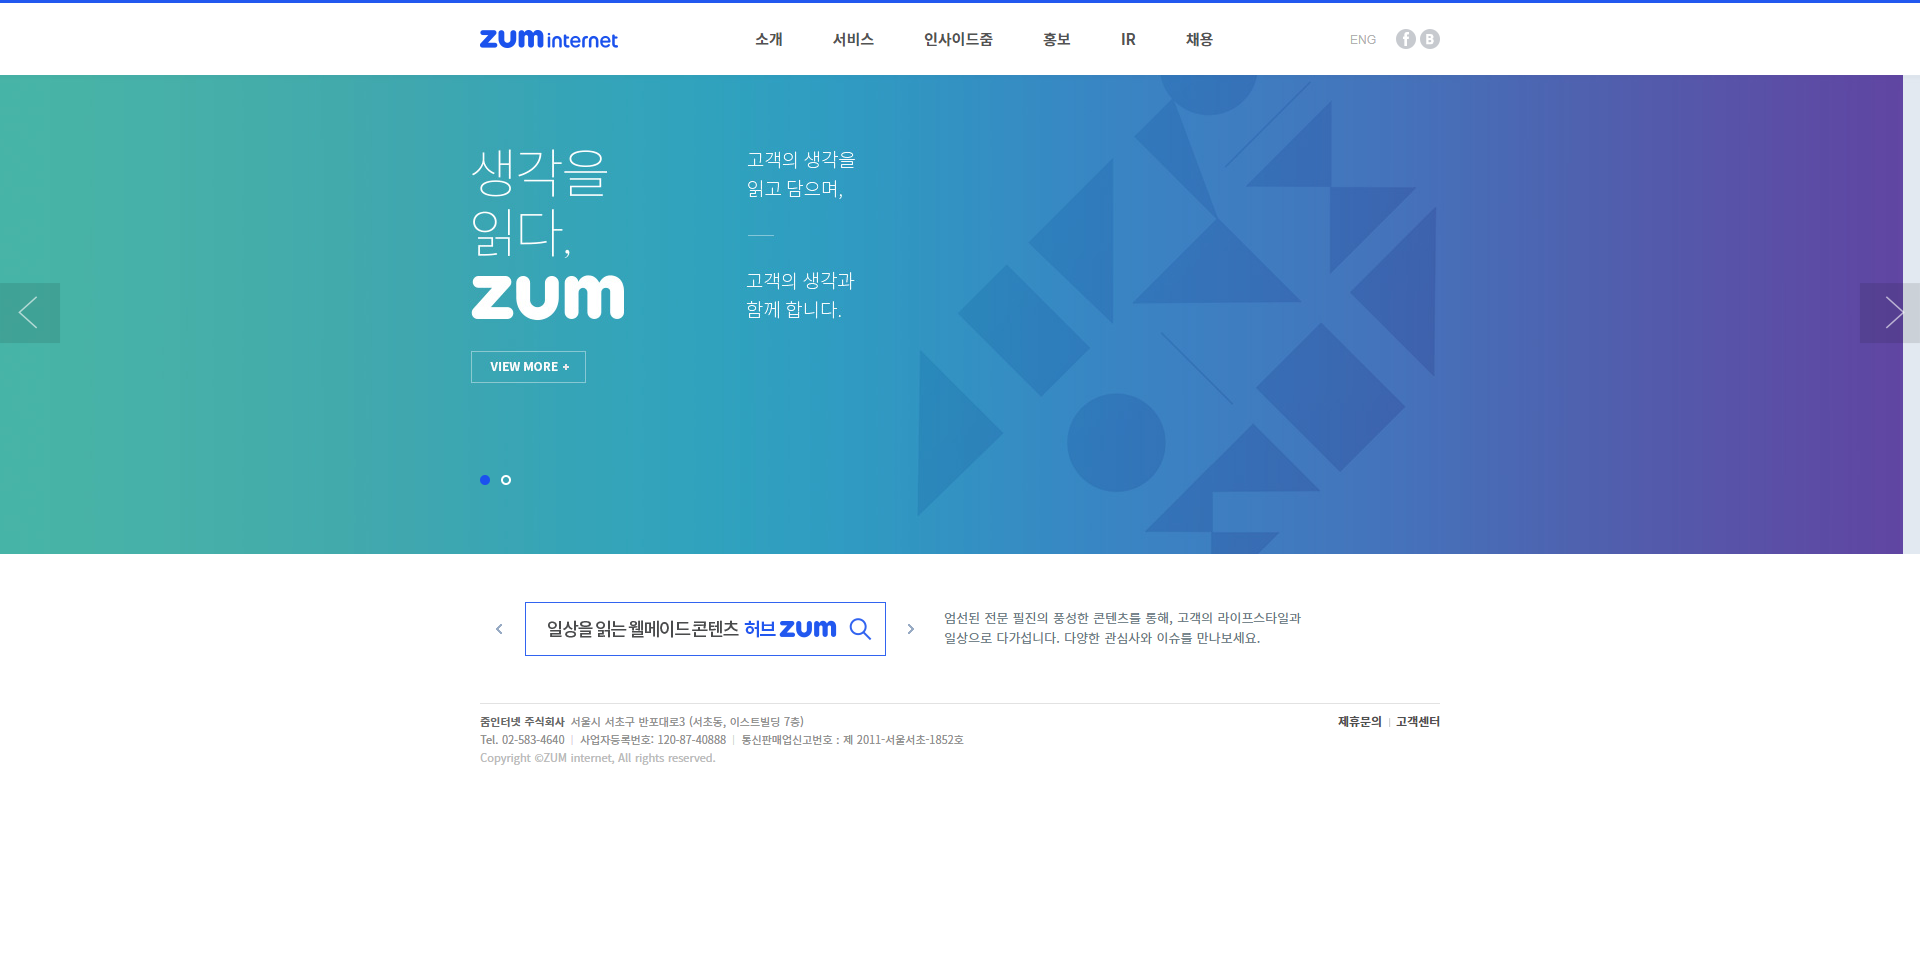 zum internet
소개 서비스 인사이드줌 홍보 IR 채용
ENG
생각을
읽다,
zum
고객의 생각을
읽고 담으며,
고객의 생각과
함께 합니다.
VIEW MORE +
일상을 읽는 웰메이드 콘텐츠 허브 zum
엄선된 전문 필진의 풍성한 콘텐츠를 통해, 고객의 라이프스타일과
일상으로 다가섭니다. 다양한 관심사와 이슈를 만나보세요.
줌인터넷 주식회사 서울시 서초구 반포대로3 (서초동, 이스트빌딩 7층)
제휴문의 | 고객센터
Tel. 02-583-4640 | 사업자등록번호: 120-87-40888 | 통신판매업신고번호 : 제 2011-서울서초-1852호
Copyright ©ZUM internet, All rights reserved.